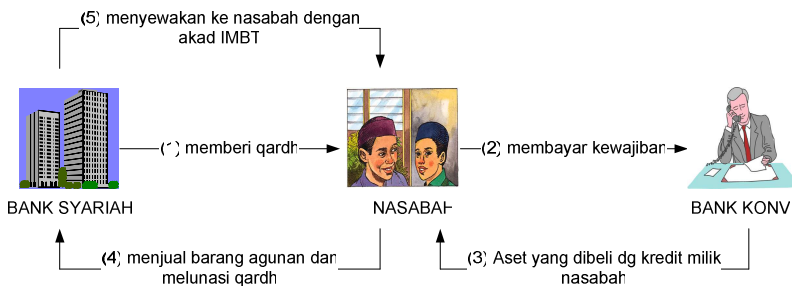 (5) menyewakan ke nasabah dengan
akad IMBT
(1) memberi qardh
(2) membayar kewajiban
BANK SYARIAH
NASABAH
BANK KONV
(4) menjual barang agunan dan
melunasi qardh
(3) Aset yang dibeli dg kredit milik
nasabah